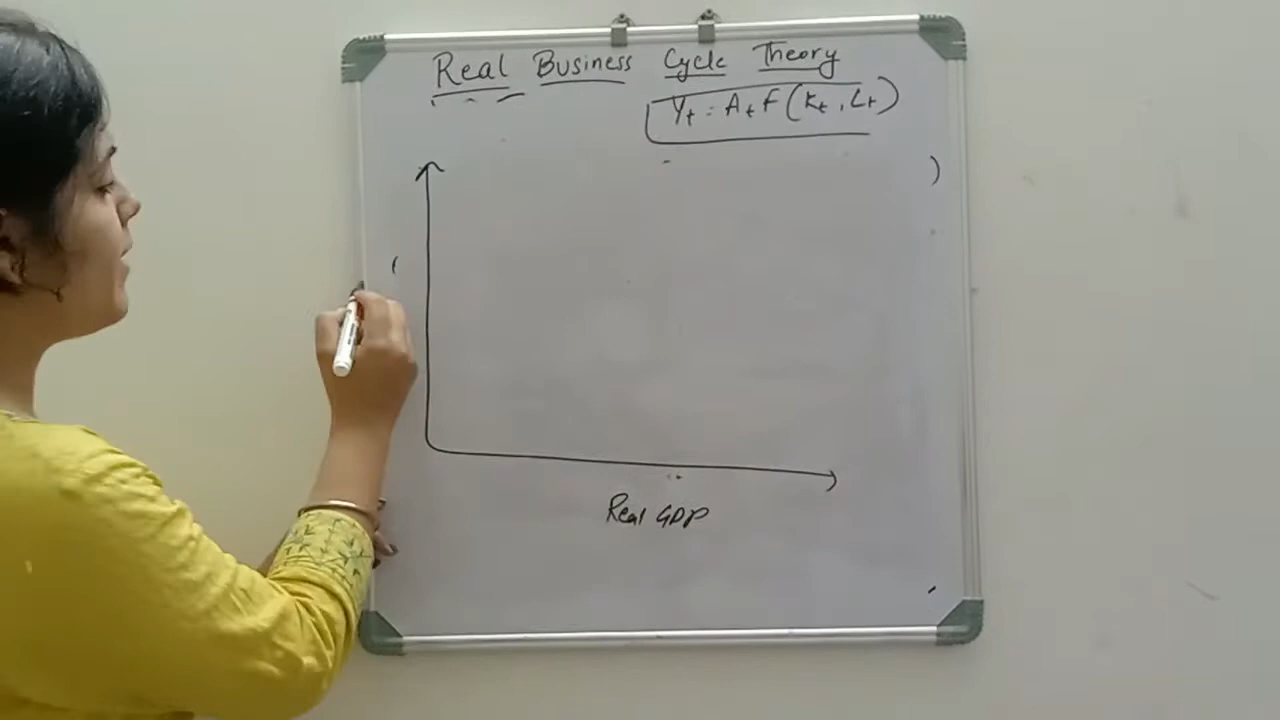 Real Business Cycle Theory
Yt = At F (Kt, Lt)
Real GDP